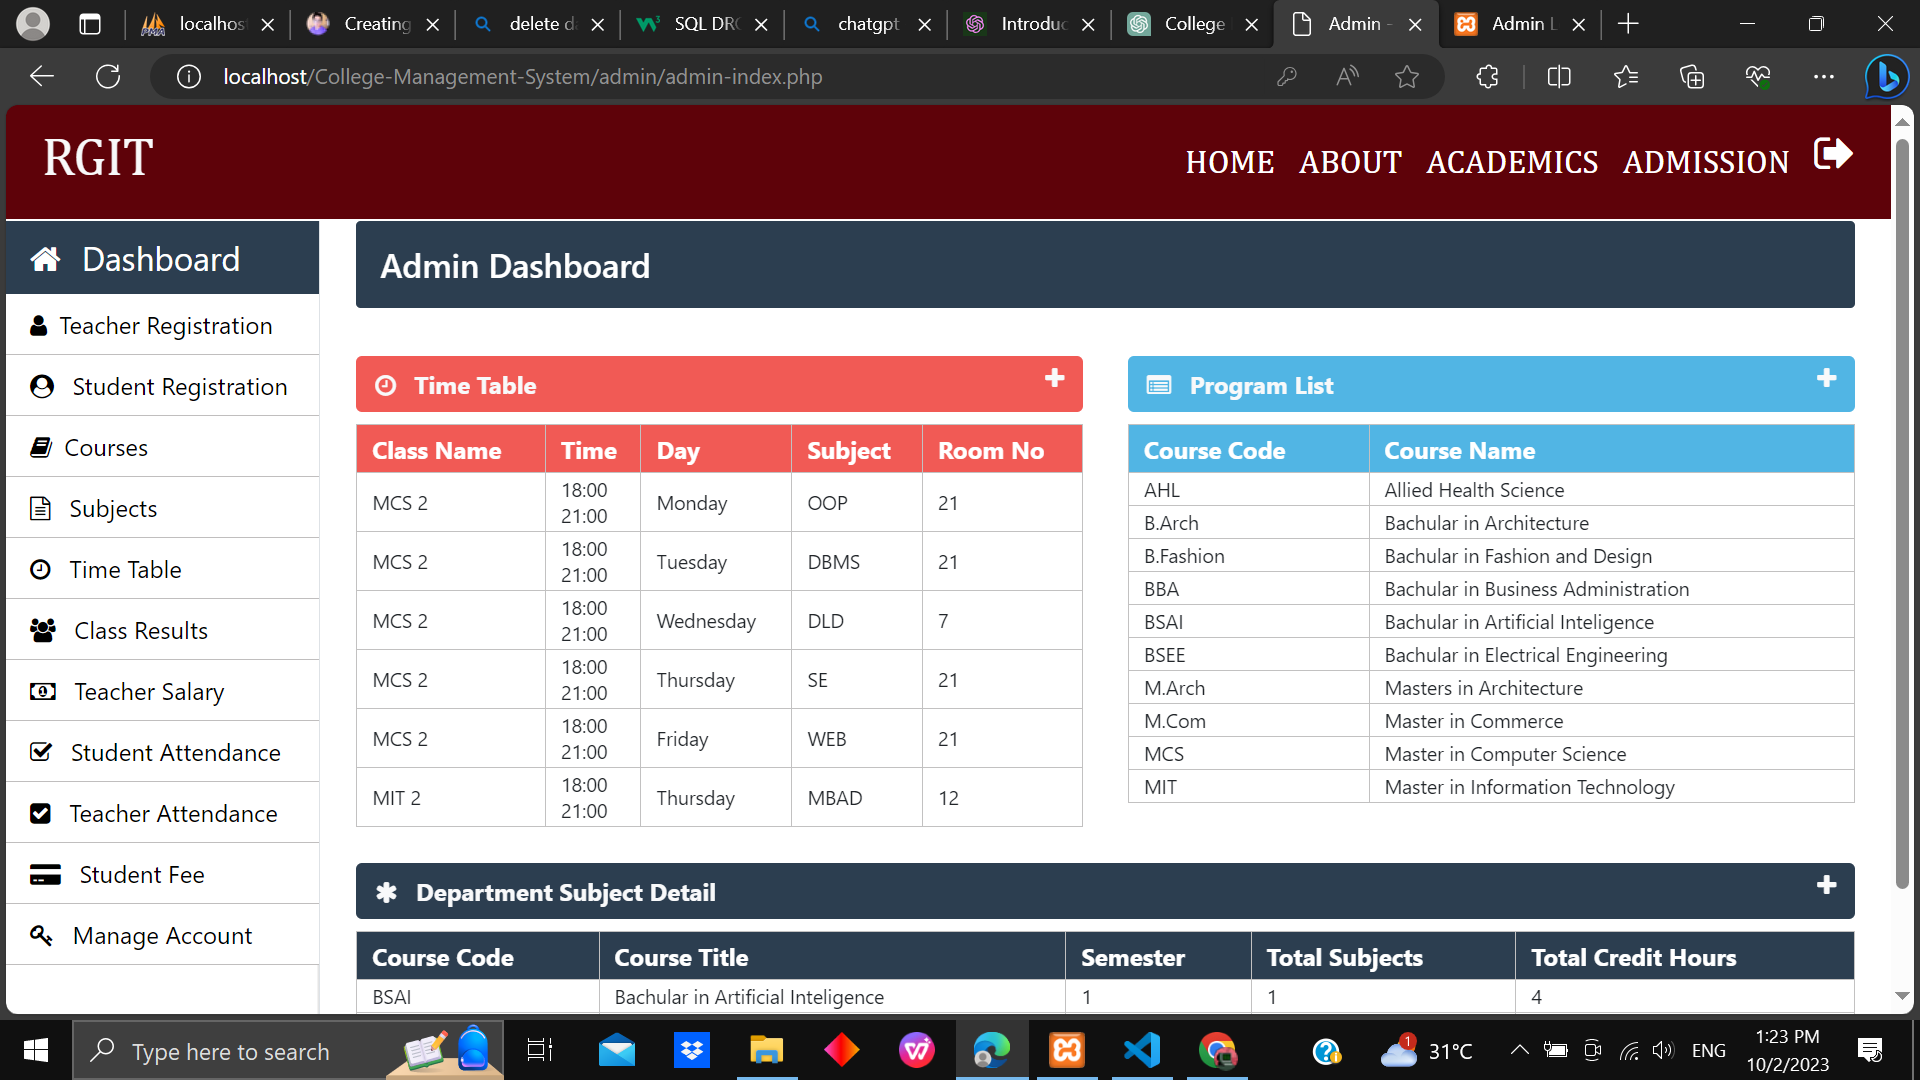 localhos
Creating
delete da
SQL DRO
chatgpt
Introduc
College
Admin -
Admin L
localhost/College-Management-System/admin/admin-index.php
RGIT
HOME ABOUT ACADEMICS ADMISSION
Dashboard
Teacher Registration
Student Registration
Courses
Subjects
Time Table
Class Results
Teacher Salary
Student Attendance
Teacher Attendance
Student Fee
Manage Account
Admin Dashboard
Time Table
Class Name Time Day Subject Room No
MCS 2 18:00 21:00 Monday OOP 21
MCS 2 18:00 21:00 Tuesday DBMS 21
MCS 2 18:00 21:00 Wednesday DLD 7
MCS 2 18:00 21:00 Thursday SE 21
MCS 2 18:00 21:00 Friday WEB 21
MIT 2 18:00 21:00 Thursday MBAD 12
Program List
Course Code Course Name
AHL Allied Health Science
B.Arch Bachular in Architecture
B.Fashion Bachular in Fashion and Design
BBA Bachular in Business Administration
BSAI Bachular in Artificial Inteligence
BSEE Bachular in Electrical Engineering
M.Arch Masters in Architecture
M.Com Master in Commerce
MCS Master in Computer Science
MIT Master in Information Technology
Department Subject Detail
Course Code Course Title Semester Total Subjects Total Credit Hours
BSAI Bachular in Artificial Inteligence 1 1 4
Type here to search
1
31°C
ENG
1:23 PM
10/2/2023